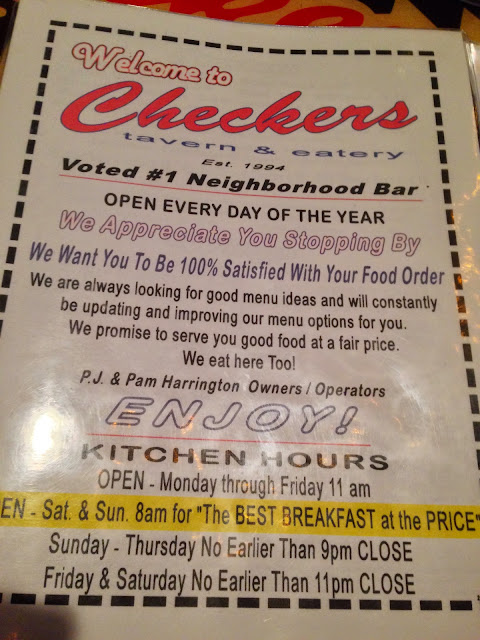 Welcome to
Checkers
tavern & eatery
Est. 1994
Voted #1 Neighborhood Bar
OPEN EVERY DAY OF THE YEAR
We Appreciate You Stopping By
We Want You To Be 100% Satisfied With Your Food Order
We are always looking for good menu ideas and will constantly
be updating and improving our menu options for you.
We promise to serve you good food at a fair price.
We eat here Too!
P.J. & Pam Harrington Owners / Operators
ENJOY!
KITCHEN HOURS
OPEN - Monday through Friday 11 am
EN - Sat. & Sun. 8am for "The BEST BREAKFAST at the PRICE"
Sunday - Thursday No Earlier Than 9pm CLOSE
Friday & Saturday No Earlier Than 11pm CLOSE